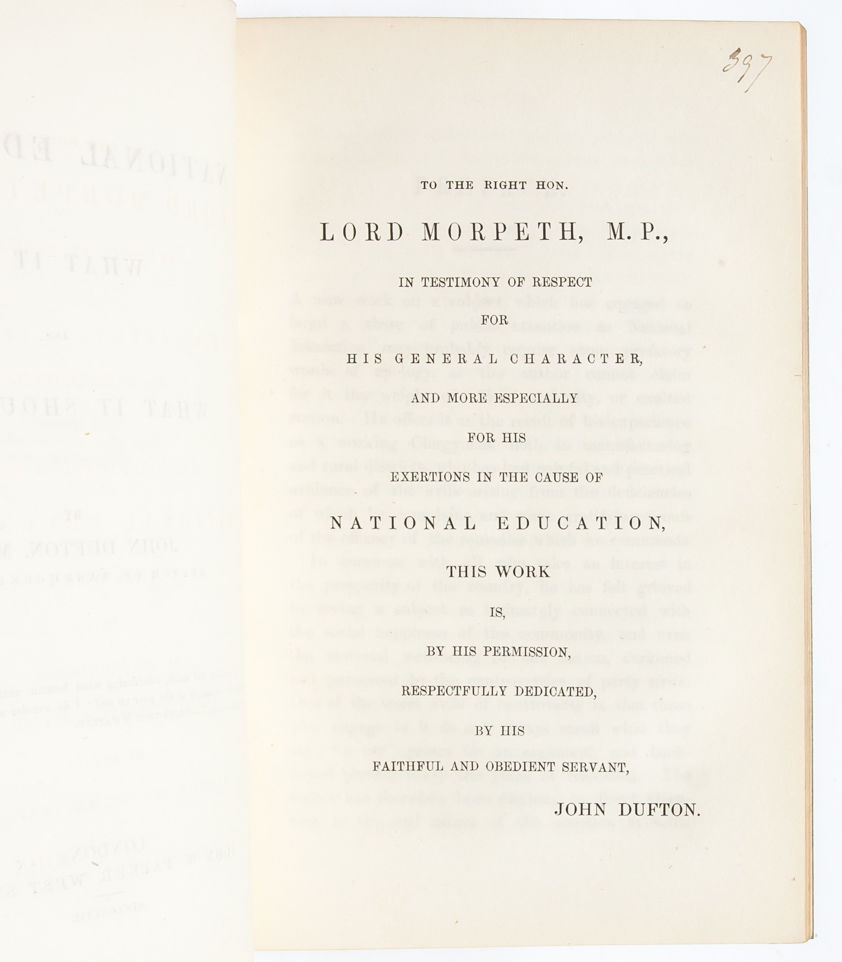 397
TO THE RIGHT HON.
LORD MORPETH, M. P.,
IN TESTIMONY OF RESPECT
FOR
HIS GENERAL CHARACTER,
AND MORE ESPECIALLY
FOR HIS
EXERTIONS IN THE CAUSE OF
NATIONAL EDUCATION,
THIS WORK
IS,
BY HIS PERMISSION,
RESPECTFULLY DEDICATED,
BY HIS
FAITHFUL AND OBEDIENT SERVANT,
JOHN DUFTON.